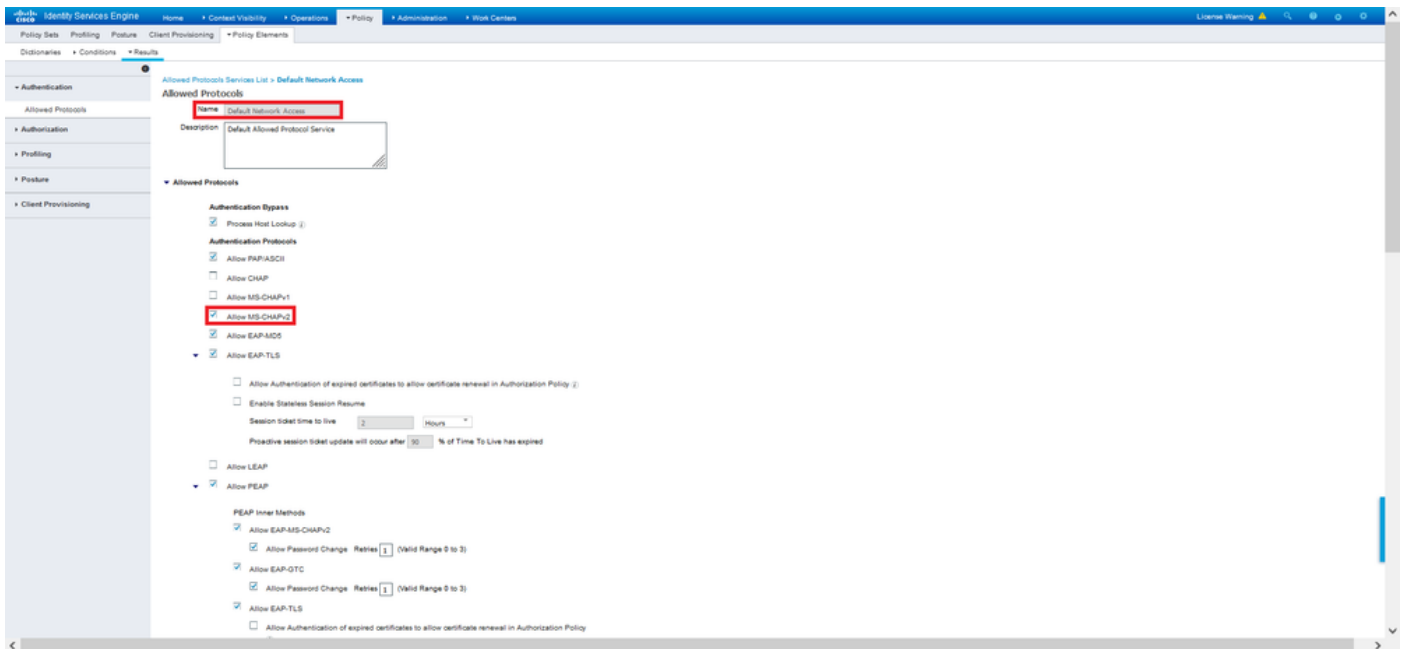 cisco Identity Services Engine Home Context Visibility Operations Policy Administration Work Centers License Warning
Policy Sets Profiling Posture Client Provisioning Policy Elements
Dictionaries Conditions Results
Authentication
Allowed Protocols
Authorization
Profiling
Posture
Client Provisioning
Allowed Protocols Services List > Default Network Access
Allowed Protocols
Name Default Network Access
Description Default Allowed Protocol Service
Allowed Protocols
Authentication Bypass
Process Host Lookup
Authentication Protocols
Allow PAP/ASCII
Allow CHAP
Allow MS-CHAPv1
Allow MS-CHAPv2
Allow EAP-MD5
Allow EAP-TLS
Allow Authentication of expired certificates to allow certificate renewal in Authorization Policy
Enable Stateless Session Resume
Session ticket time to live 2 Hours
Proactive session ticket update will occur after 90 % of Time To Live has expired
Allow LEAP
Allow PEAP
PEAP Inner Methods
Allow EAP-MS-CHAPv2
Allow Password Change Retries 1 (Valid Range 0 to 3)
Allow EAP-GTC
Allow Password Change Retries 1 (Valid Range 0 to 3)
Allow EAP-TLS
Allow Authentication of expired certificates to allow certificate renewal in Authorization Policy